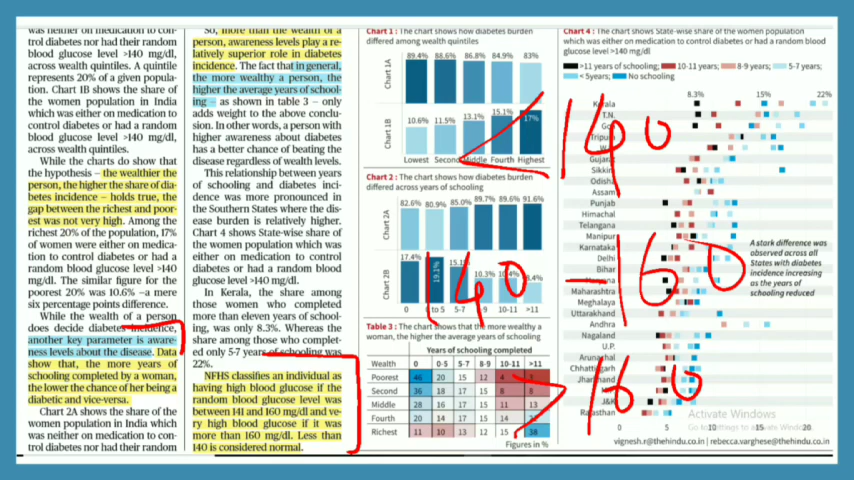 was neither on medication to con-
trol diabetes nor had their random
blood glucose level >140 mg/dl,
across wealth quintiles. A quintile
represents 20% of a given popula-
tion. Chart 1B shows the share of
the women population in India
which was either on medication to
control diabetes or had a random
blood glucose level >140 mg/dl,
across wealth quintiles.
While the charts do show that
the hypothesis – the wealthier the
person, the higher the share of dia-
betes incidence – holds true, the
gap between the richest and poor-
est was not very high. Among the
richest 20% of the population, 17%
of women were either on medica-
tion to control diabetes or had a
random blood glucose level >140
mg/dl. The similar figure for the
poorest 20% was 10.6% – a mere
six percentage points difference.
While the wealth of a person
does decide diabetes incidence,
another key parameter is aware-
ness levels about the disease. Data
show that, the more years of
schooling completed by a woman,
the lower the chance of her being a
diabetic and vice-versa.
Chart 2A shows the share of the
women population in India which
was neither on medication to con-
trol diabetes nor had their random
So, more than the wealth of a
person, awareness levels play a re-
latively superior role in diabetes
incidence. The fact that in general,
the more wealthy a person, the
higher the average years of school-
ing – as shown in table 3 – only
adds weight to the above conclu-
sion. In other words, a person with
higher awareness about diabetes
has a better chance of beating the
disease regardless of wealth levels.
This relationship between years
of schooling and diabetes inci-
dence was more pronounced in
the Southern States where the dis-
ease burden is relatively higher.
Chart 4 shows State-wise share of
the women population which was
either on medication to control
diabetes or had a random blood
glucose level >140 mg/dl.
In Kerala, the share among
those women who completed
more than eleven years of school-
ing, was only 8.3%. Whereas the
share among those who complet-
ed only 5-7 years of schooling was
22%.
NFHS classifies an individual as
having high blood glucose if the
random blood glucose level was
between 141 and 160 mg/dl and ve-
ry high blood glucose if it was
more than 160 mg/dl. Less than
140 is considered normal.
Chart 1 : The chart shows how diabetes burden
differed among wealth quintiles
Chart 1A
89.4% 88.6% 86.8% 84.9% 83%
Chart 1B
10.6% 11.5% 13.1% 15.1% 17%
Lowest Second Middle Fourth Highest
Chart 2 : The chart shows how diabetes burden
differed across years of schooling
Chart 2A
82.6% 80.9% 85.0% 89.7% 89.6% 91.6%
Chart 2B
17.4% 19.1% 15.1% 10.3% 10.4% 8.4%
0 to 5 5-7 8-9 10-11 >11
Table 3 : The chart shows that the more wealthy a
woman, the higher the average years of schooling
Years of schooling completed
Wealth 0 0-5 5-7 8-9 10-11 >11
Poorest 46 20 15 12 4
Second 36 18 17 15 8 8
Middle 28 16 17 15 11 13
Fourth 20 14 17 15 14
Richest 11 10 13 12 15 38
Figures in %
Chart 4 : The chart shows State-wise share of the women
Population which was either on medication to control diabetes or had a random blood
glucose level >140 mg/dl
>11 years of schooling; 10-11 years; 8-9 years; 5-7 years;
< 5years; No schooling
8.3% 15% 22%
Kerala
T.N.
Goa
Tripura
Gujarat
Sikkim
Odisha
Assam
Punjab
Himachal
Telangana
Manipur
Karnataka
Delhi
Bihar
Haryana
Maharashtra
Meghalaya
Uttarakhand
Andhra
Nagaland
U.P.
Arunachal
Chhattisgarh
Jharkhand
J&K
Rajasthan
0 5 10 15 20
A stark difference was
observed across all
States with diabetes
incidence increasing
as the years of
schooling reduced
140
140
-160
160
Activate Windows
Go to Settings to activate Windows.
vignesh.r@thehindu.co.in | rebecca.varghese@thehindu.co.in